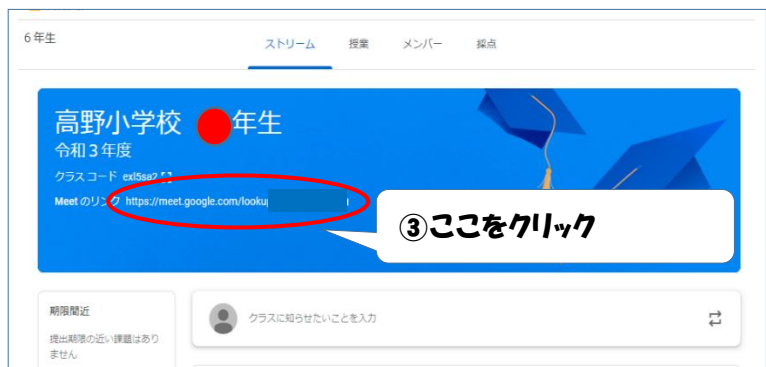 6年生
ストリーム 授業 メンバー 採点
高野小学校 年生
令和3年度
クラスコード exl5sa2
Meet のリンク https://meet.google.com/looku
③ここをクリック
期限間近
提出期限の近い課題はあり
ません
クラスに知らせたいことを入力